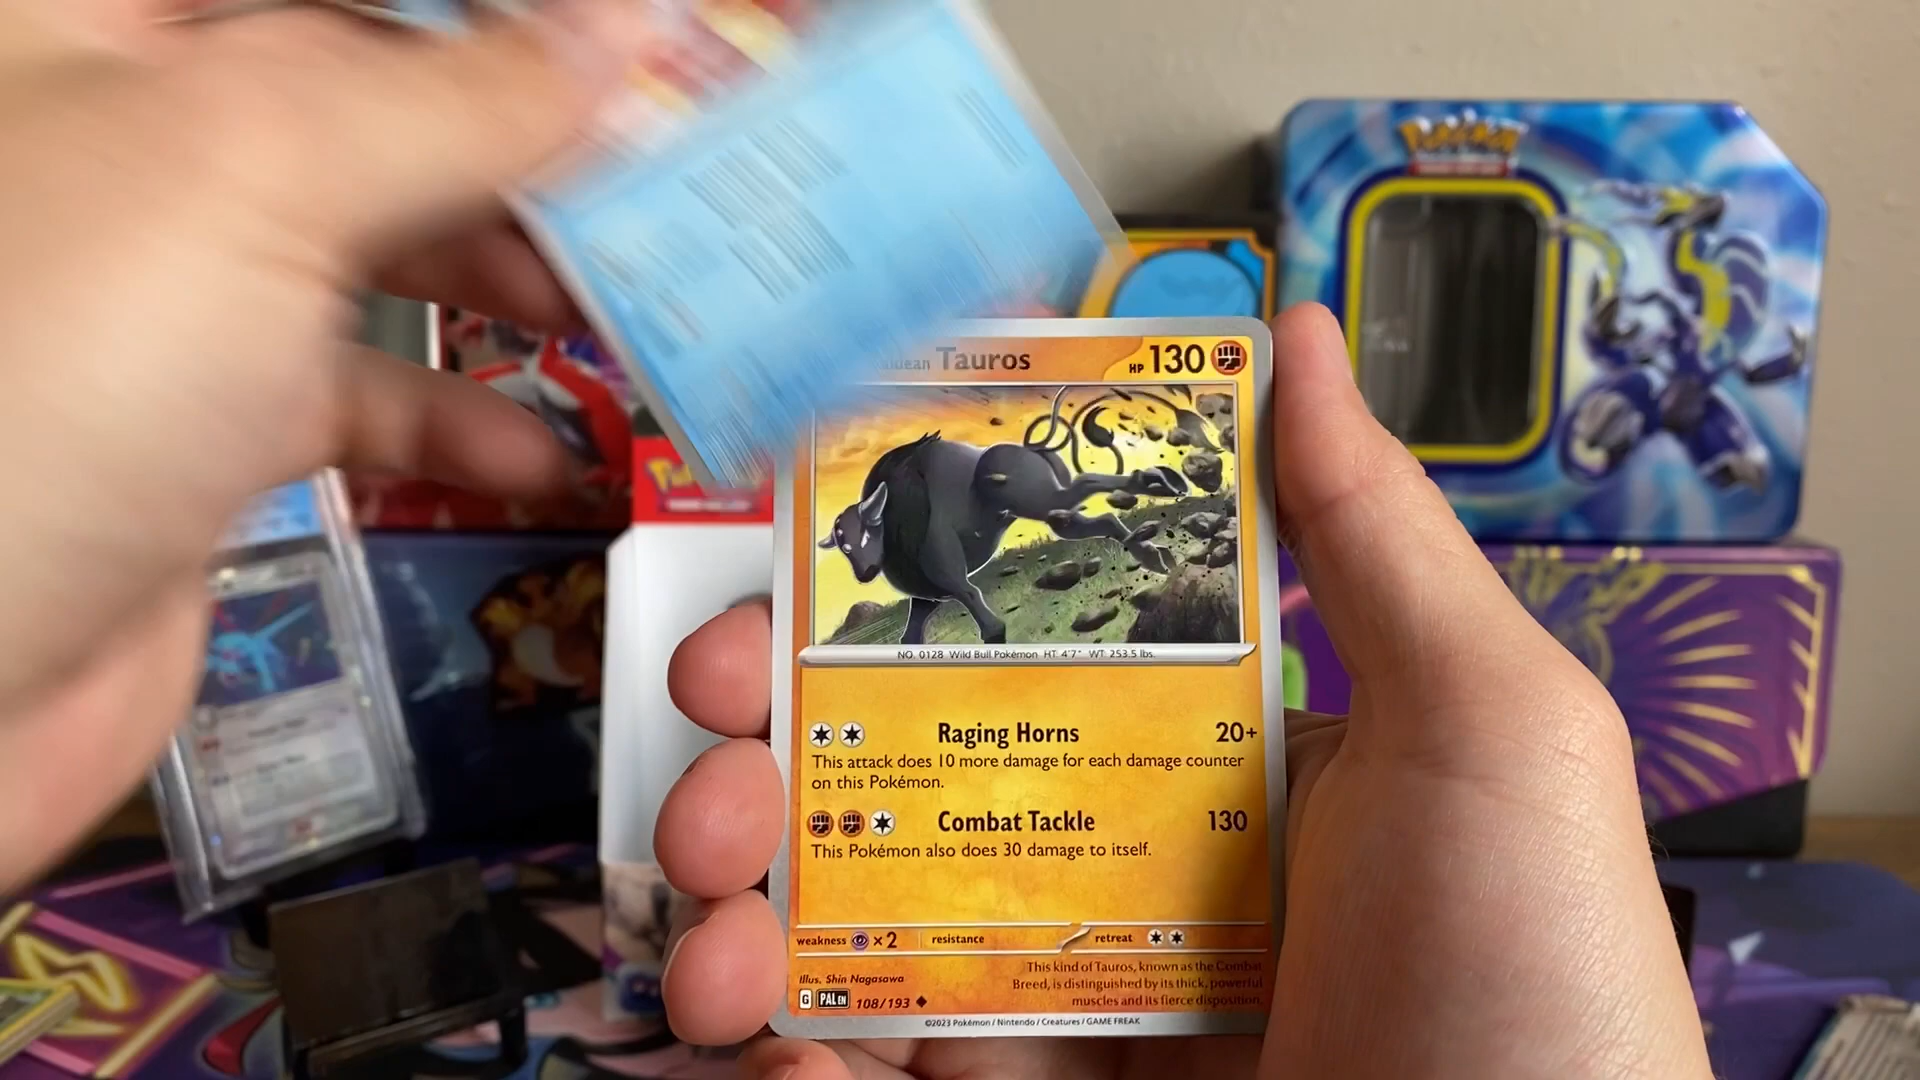 Pokémon
aldean Tauros HP 130
NO. 0128 Wild Bull Pokémon HT: 4'7" WT: 253.5 lbs.
Raging Horns 20+
This attack does 10 more damage for each damage counter
on this Pokémon.
Combat Tackle 130
This Pokémon also does 30 damage to itself.
weakness ×2 resistance retreat
Illus. Shin Nagasawa
This kind of Tauros, known as the Combat
Breed, is distinguished by its thick, powerful
muscles and its fierce disposition.
G PAL EN 108/193
©2023 Pokémon / Nintendo / Creatures / GAME FREAK